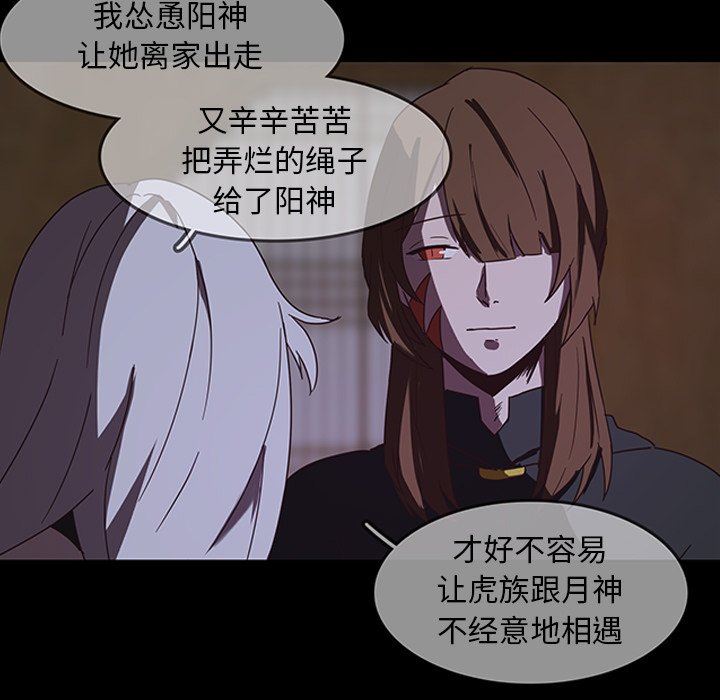 我怂恿阳神
让她离家出走
又辛辛苦苦
把弄烂的绳子
给了阳神
才好不容易
让虎族跟月神
不经意地相遇